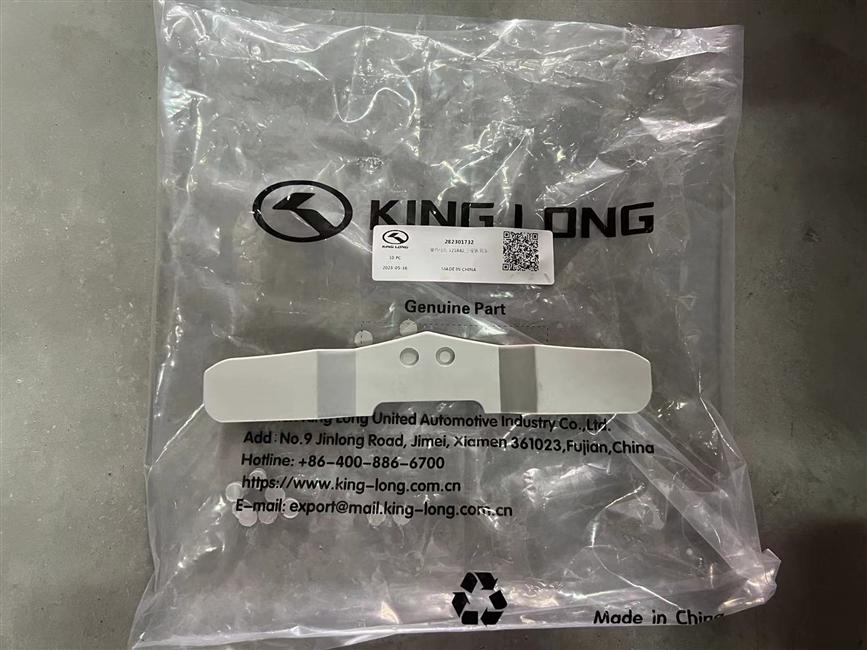 KING LONG
KING LONG
282301732
10 PC
2023-05-16
MADE IN CHINA
Genuine Part
Long United Automotive Industry Co.,Ltd.
Add: No.9 Jinlong Road, Jimei, Xiamen 361023,Fujian,China
Hotline: +86-400-886-6700
https://www.king-long.com.cn
E-mail: export@mail.king-long.com.cn
Made in China